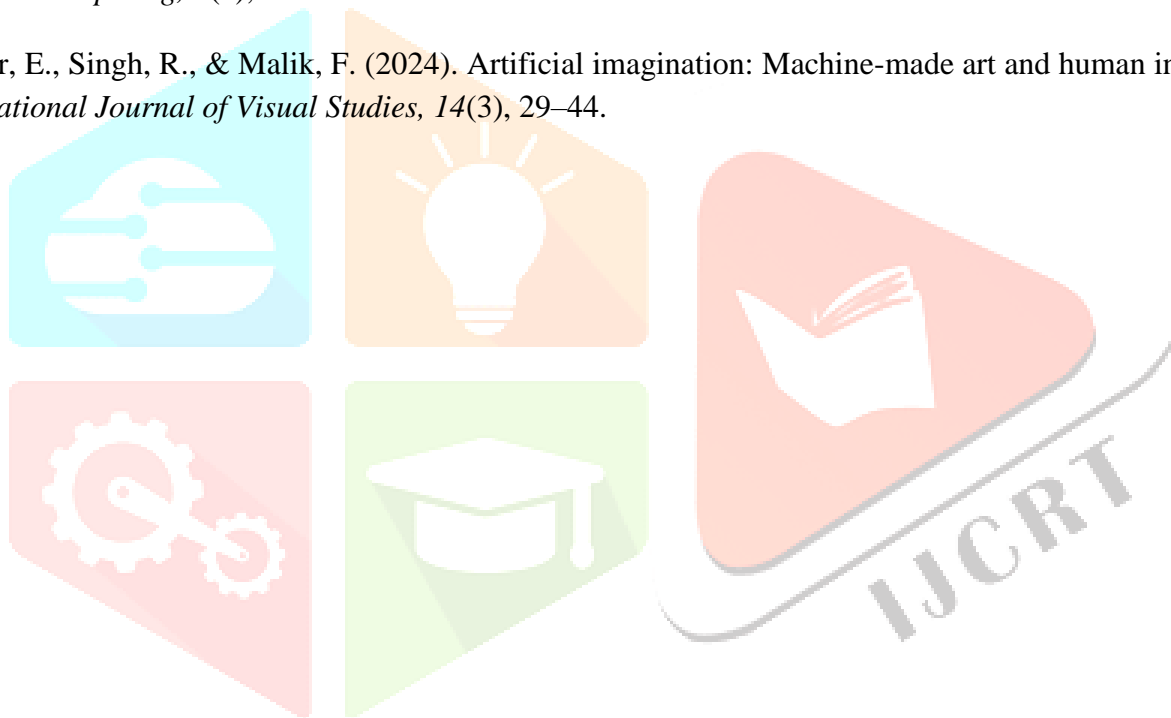 r, E., Singh, R., & Malik, F. (2024). Artificial imagination: Machine-made art and human in
ational Journal of Visual Studies, 14(3), 29–44.
IJCRT